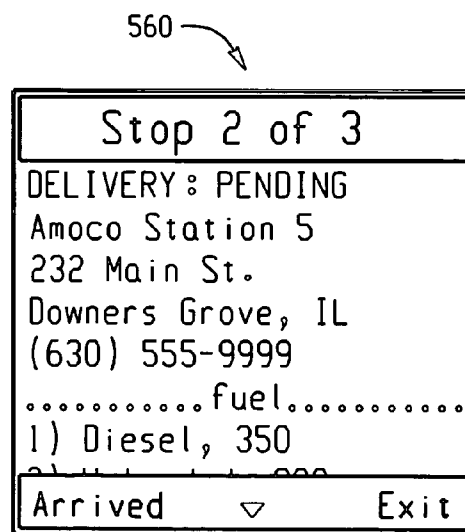 560
Stop 2 of 3
DELIVERY: PENDING
Amoco Station 5
232 Main St.
Downers Grove, IL
(630) 555-9999
...........fuel...........
1) Diesel, 350
Arrived ▽ Exit